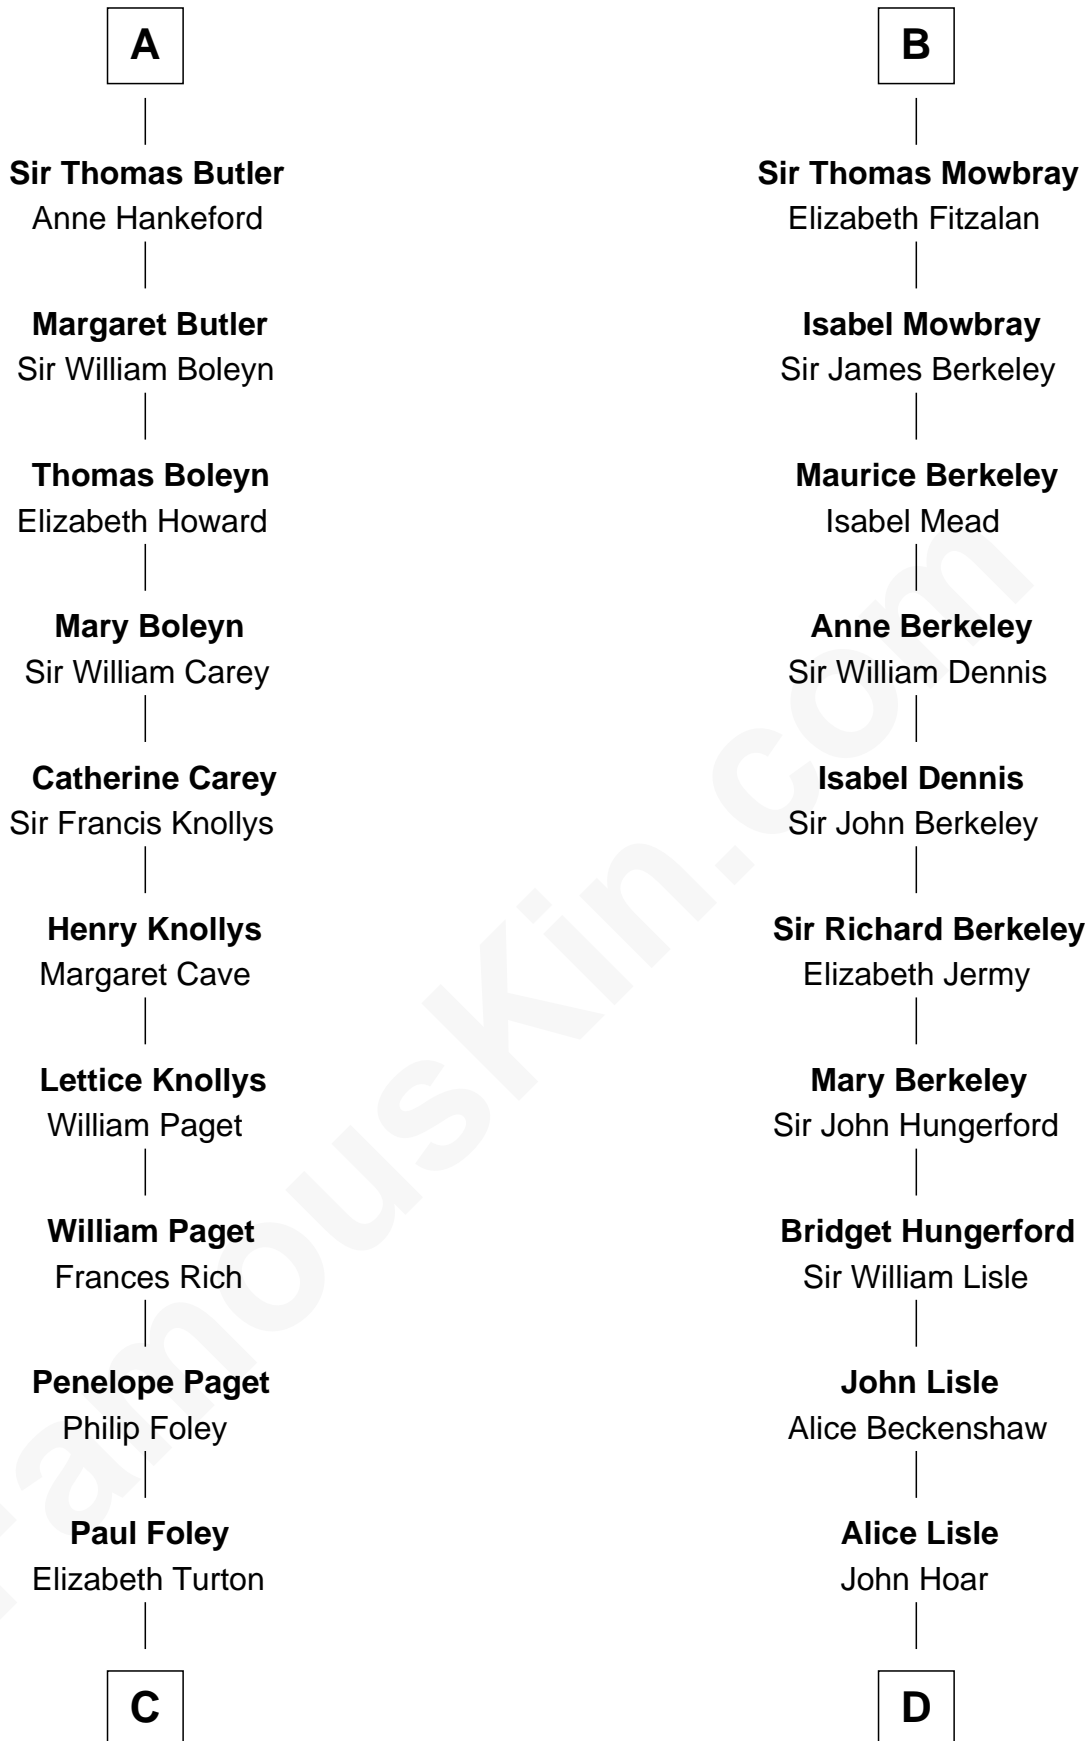 A
Sir Thomas Butler
Anne Hankeford
Margaret Butler
Sir William Boleyn
Thomas Boleyn
Elizabeth Howard
Mary Boleyn
Sir William Carey
Catherine Carey
Sir Francis Knollys
Henry Knollys
Margaret Cave
Lettice Knollys
William Paget
William Paget
Frances Rich
Penelope Paget
Philip Foley
Paul Foley
Elizabeth Turton
C
B
Sir Thomas Mowbray
Elizabeth Fitzalan
Isabel Mowbray
Sir James Berkeley
Maurice Berkeley
Isabel Mead
Anne Berkeley
Sir William Dennis
Isabel Dennis
Sir John Berkeley
Sir Richard Berkeley
Elizabeth Jermy
Mary Berkeley
Sir John Hungerford
Bridget Hungerford
Sir William Lisle
John Lisle
Alice Beckenshaw
Alice Lisle
John Hoar
D
FamousKin.com